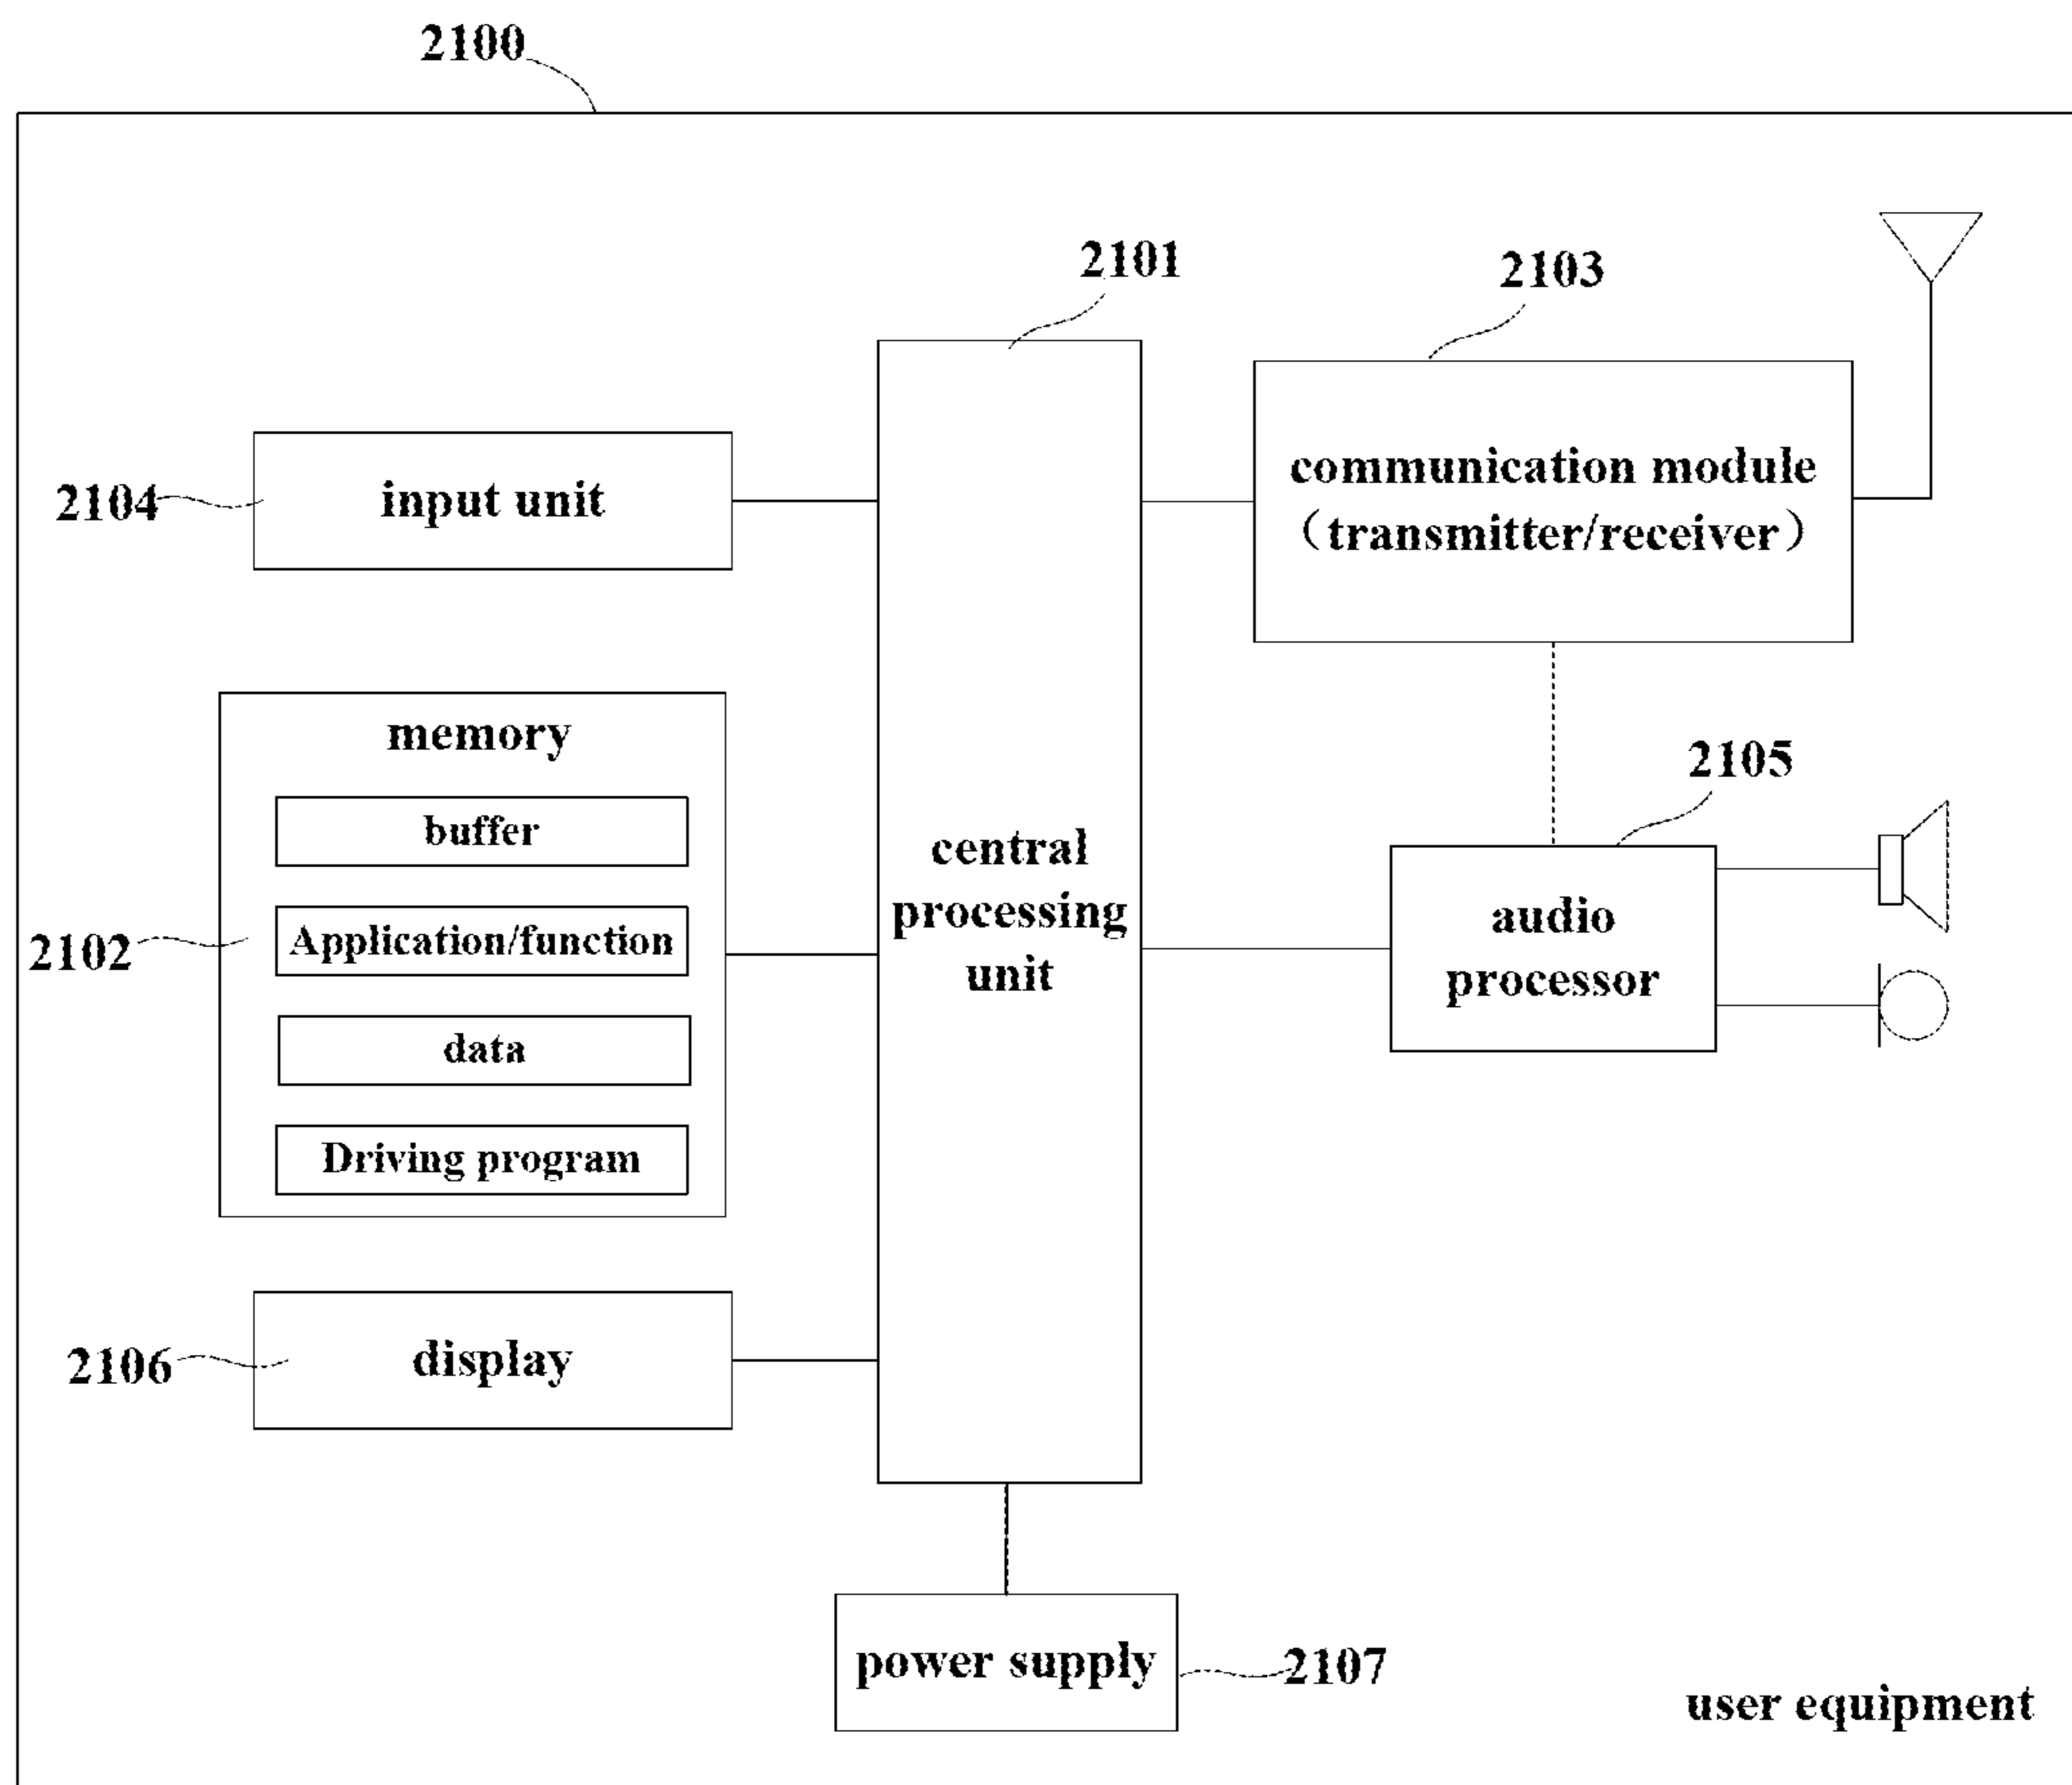 2100
2101
2103
communication module
（transmitter/receiver）
2104
input unit
memory
buffer
Application/function
data
Driving program
2102
central
processing
unit
2105
audio
processor
2106
display
power supply
2107
user equipment